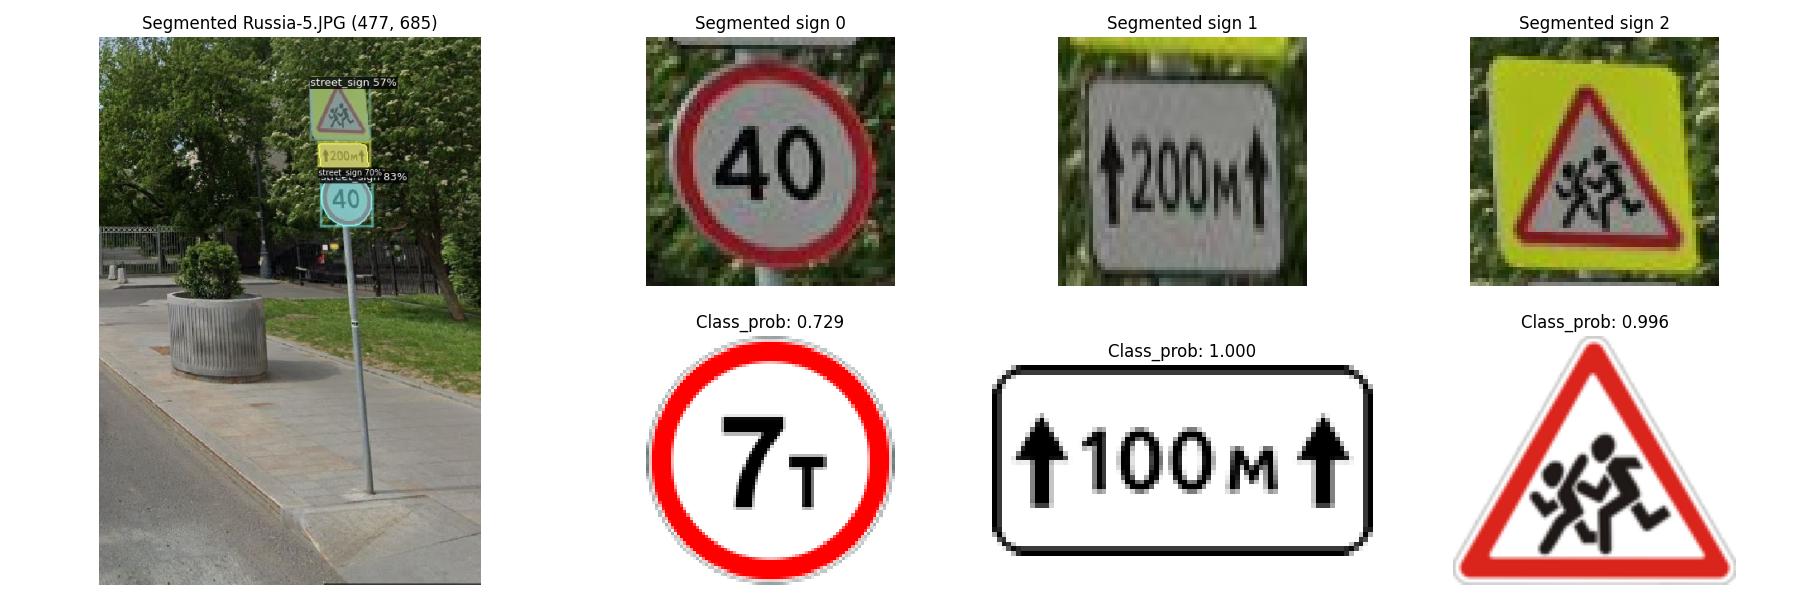 Segmented Russia-5.JPG (477, 685)
street_sign 57%
↑200м↑
street_sign 70%
street_sign 83%
40
Segmented sign 0
40
Segmented sign 1
↑200м↑
Segmented sign 2
Class_prob: 0.729
7т
Class_prob: 1.000
↑100м↑
Class_prob: 0.996